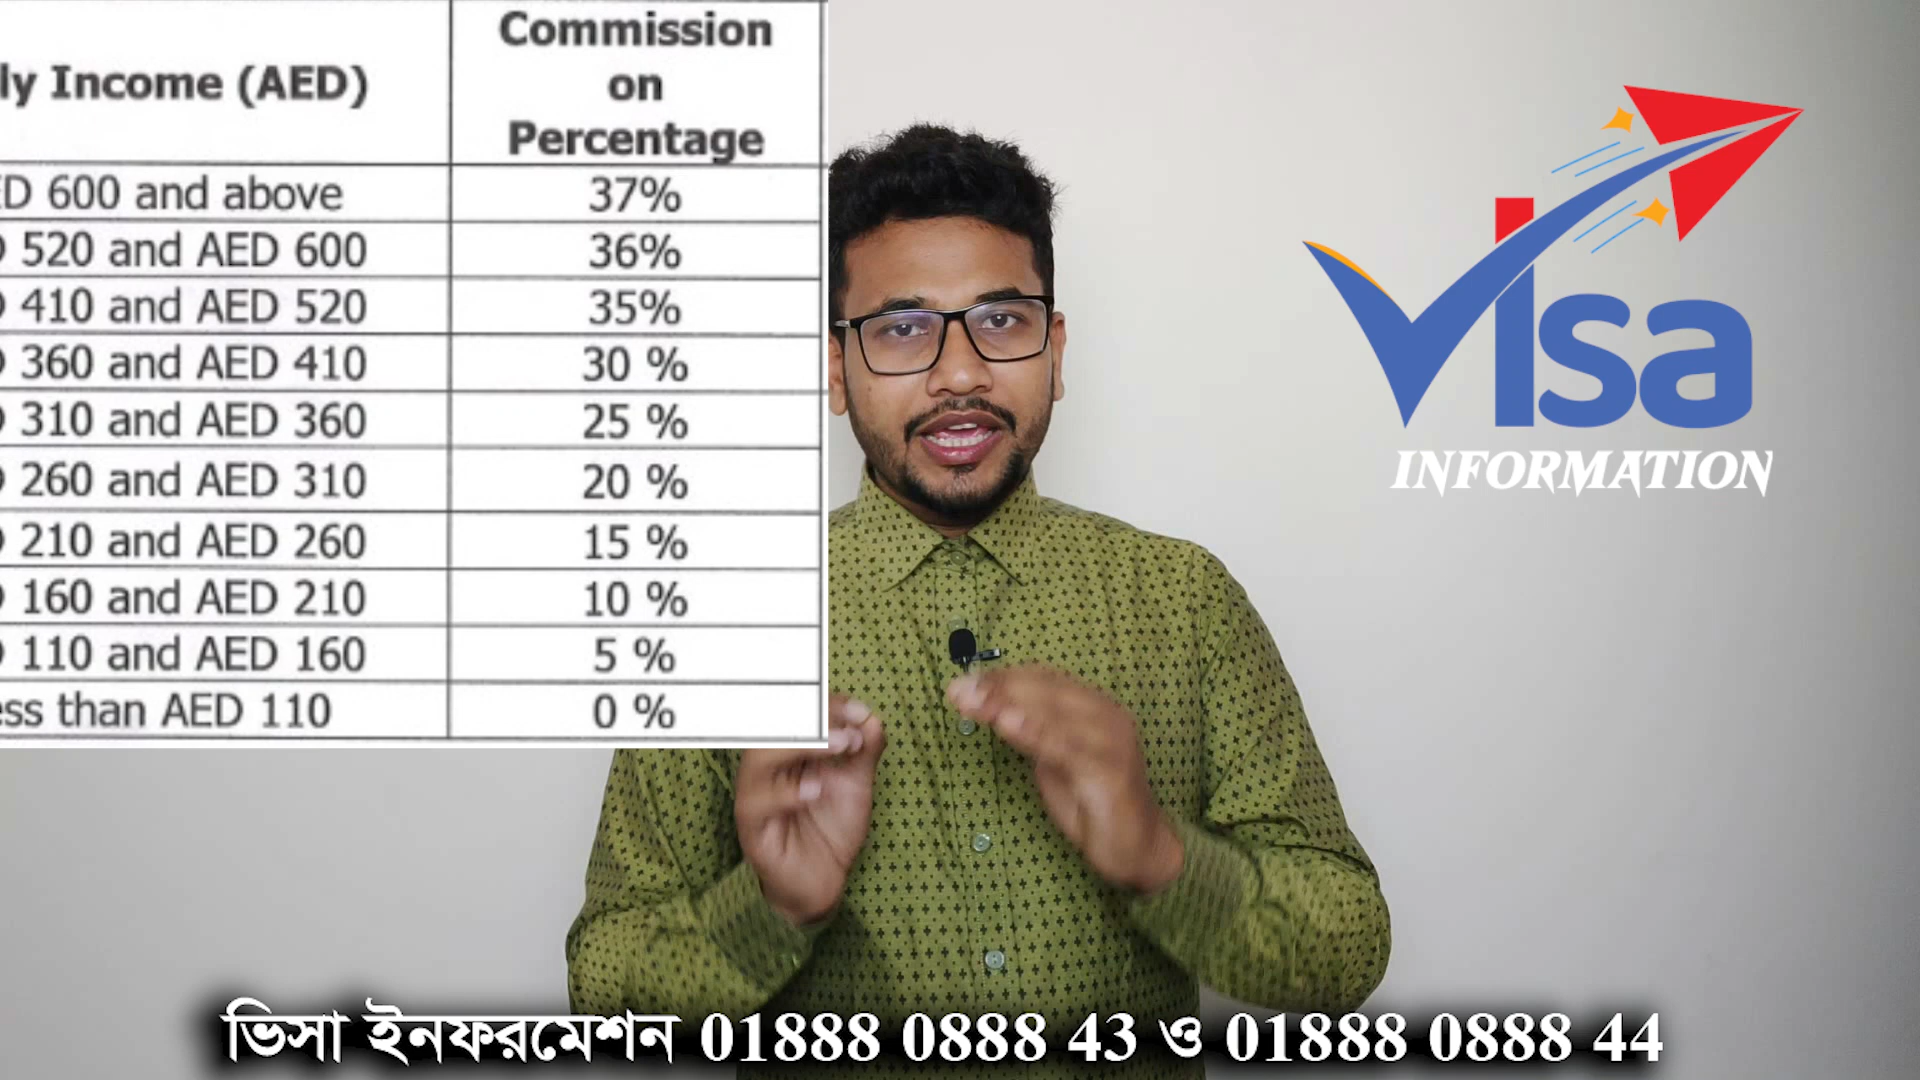 ly Income (AED)
Commission
on
Percentage
ED 600 and above 37%
520 and AED 600 36%
410 and AED 520 35%
360 and AED 410 30 %
310 and AED 360 25 %
260 and AED 310 20 %
210 and AED 260 15 %
160 and AED 210 10 %
110 and AED 160 5 %
ess than AED 110 0 %
Visa
INFORMATION
ভিসা ইনফরমেশন 01888 0888 43 ও 01888 0888 44